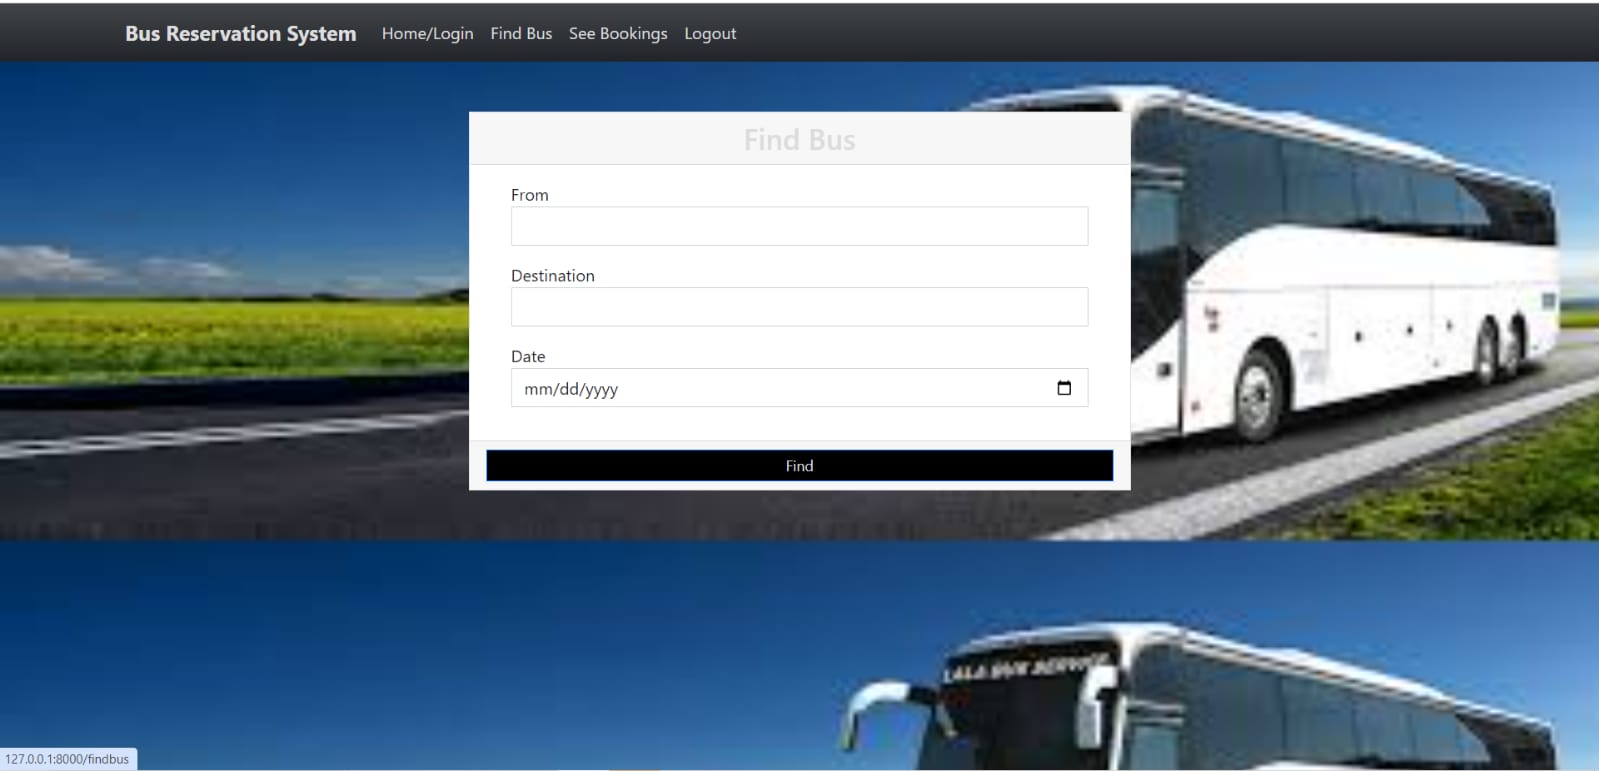 Bus Reservation System Home/Login Find Bus See Bookings Logout
Find Bus
From
Destination
Date
mm/dd/yyyy
Find
LALA BUS SERVICE
127.0.0.1:8000/findbus